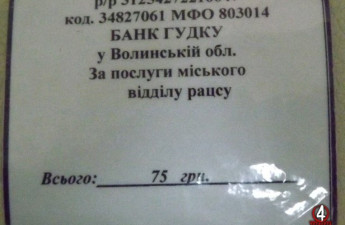 код. 34827061 МФО 803014
БАНК ГУДКУ
у Волинській обл.
За послуги міського
відділу рацсу
Всього: 75 грн.
4